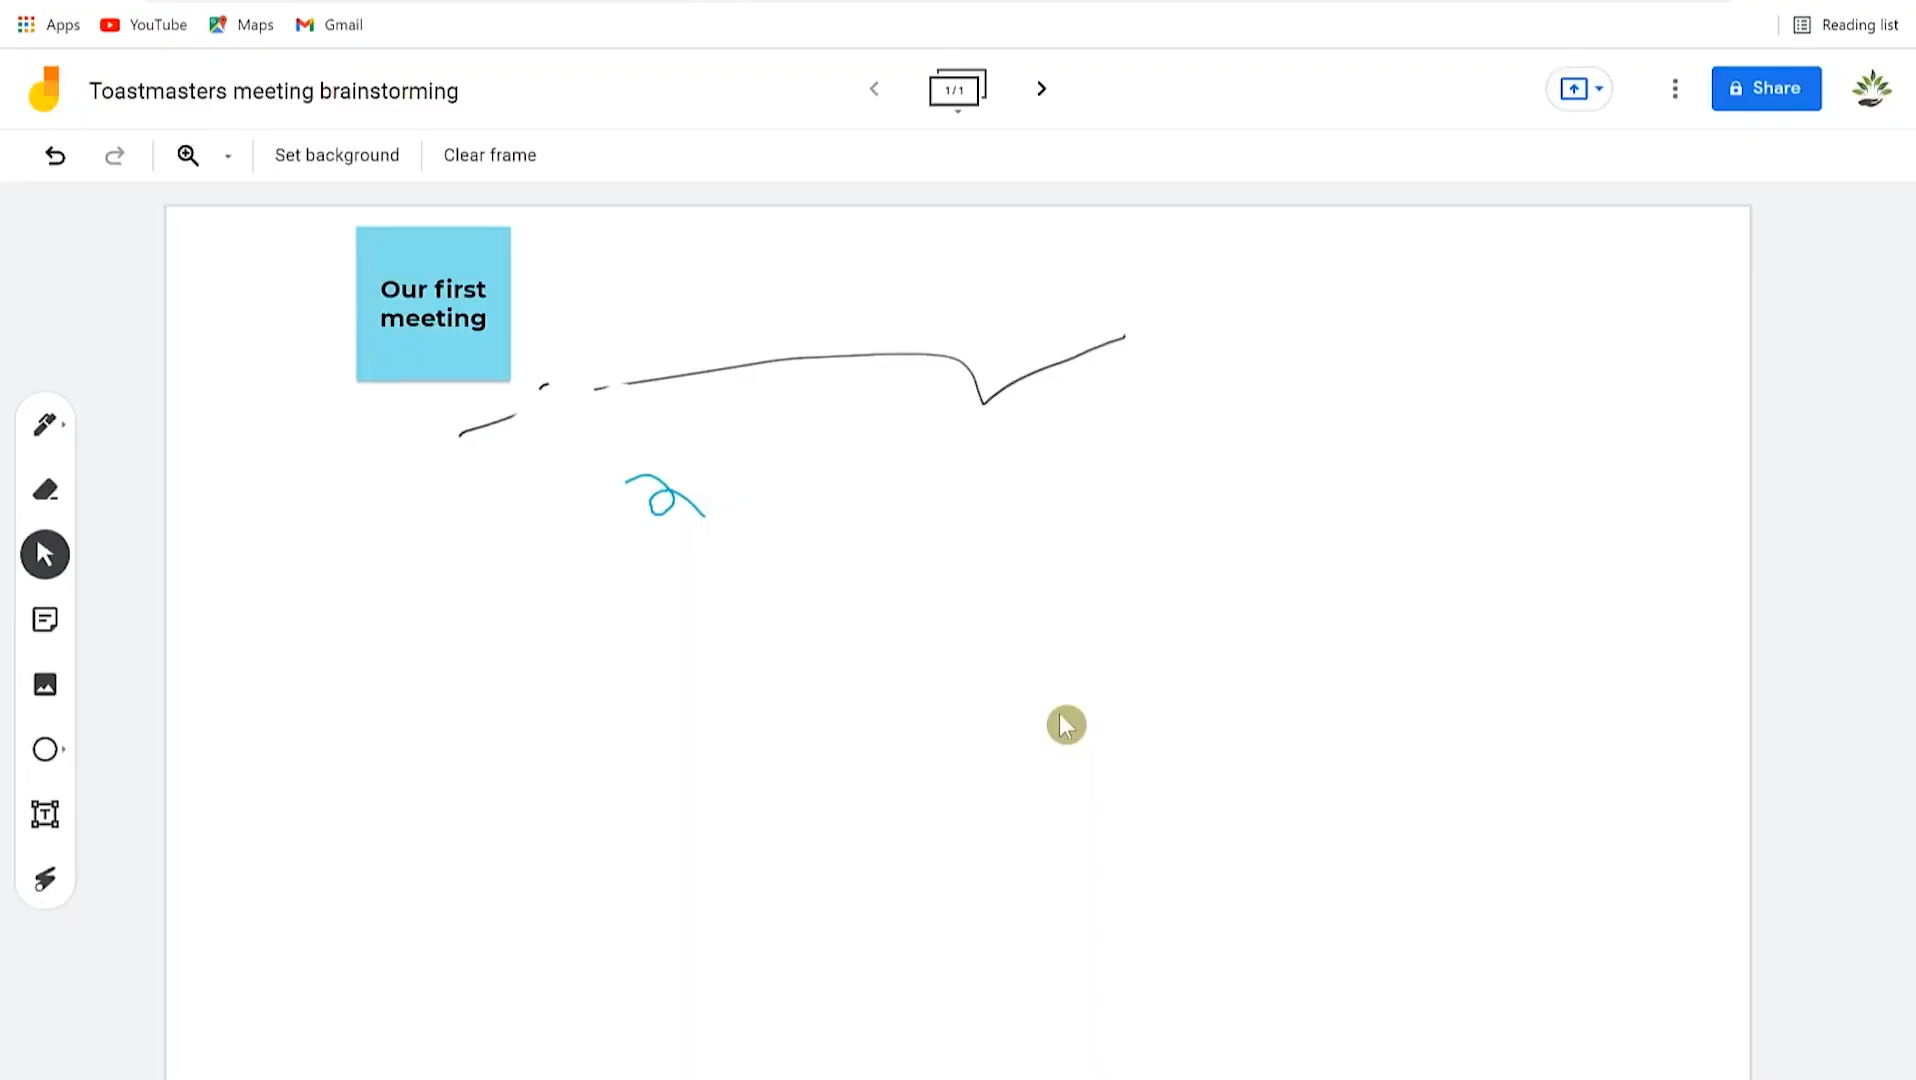 Apps YouTube Maps Gmail Reading list
Toastmasters meeting brainstorming 1/1 Share
Set background Clear frame
Our first
meeting